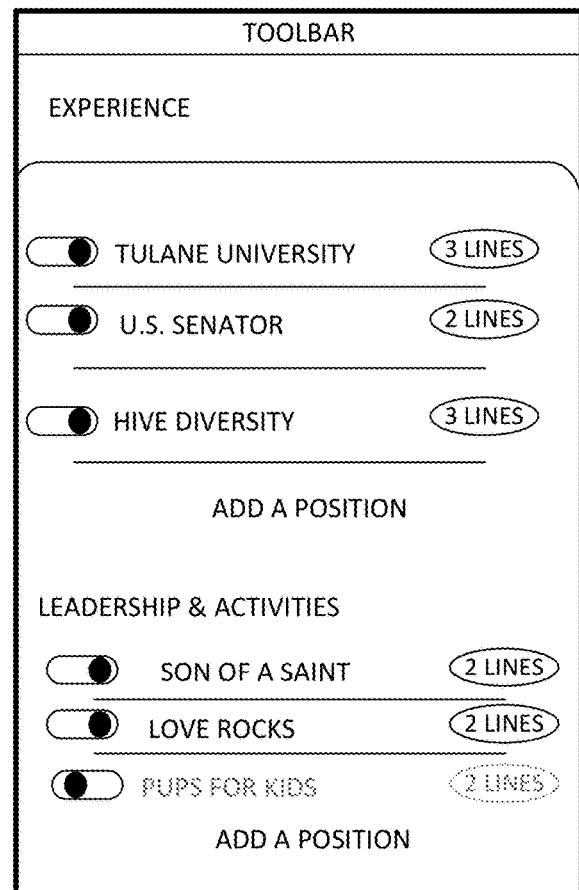 TOOLBAR
EXPERIENCE
TULANE UNIVERSITY 3 LINES
U.S. SENATOR 2 LINES
HIVE DIVERSITY 3 LINES
ADD A POSITION
LEADERSHIP & ACTIVITIES
SON OF A SAINT 2 LINES
LOVE ROCKS 2 LINES
PUPS FOR KIDS 2 LINES
ADD A POSITION